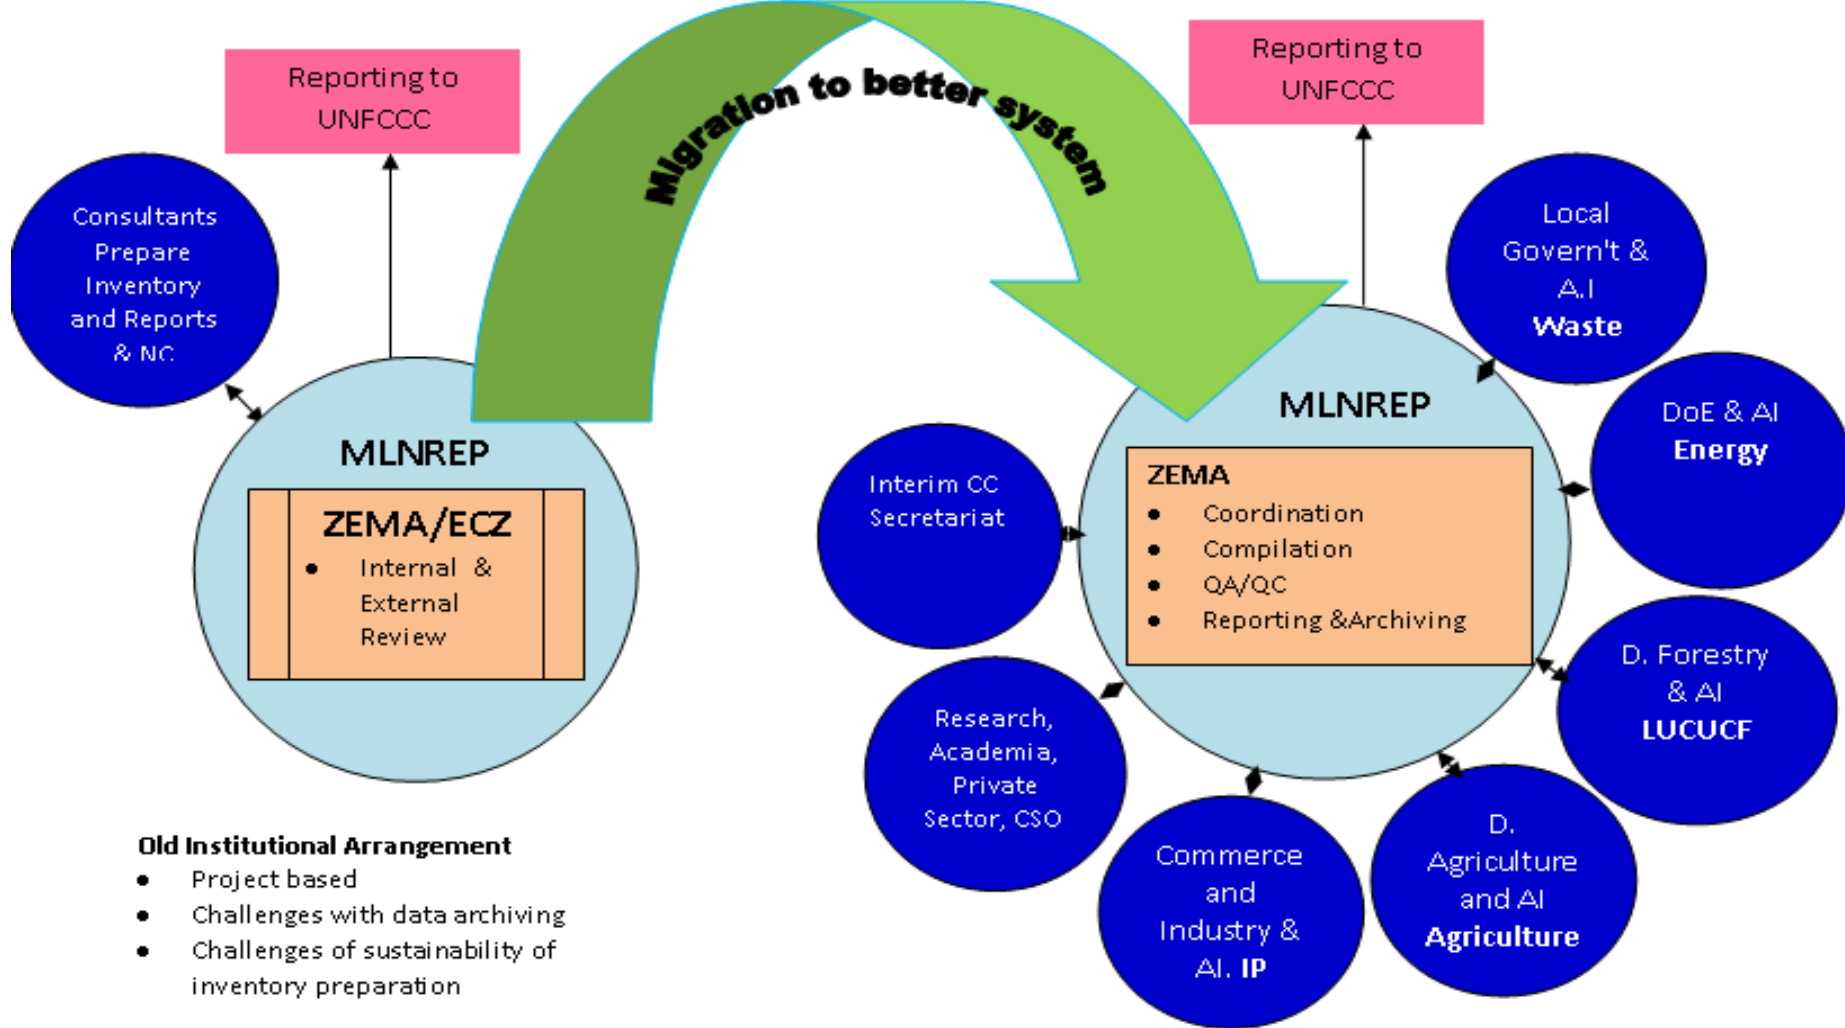 Reporting to
UNFCCC
Consultants
Prepare
Inventory
and Reports
& NC
MLNREP
ZEMA/ECZ
• Internal &
External
Review
Old Institutional Arrangement
• Project based
• Challenges with data archiving
• Challenges of sustainability of
inventory preparation
Migration to better system
Reporting to
UNFCCC
MLNREP
ZEMA
• Coordination
• Compilation
• QA/QC
• Reporting &Archiving
Local
Govern't &
A.I
Waste
DoE & AI
Energy
D. Forestry
& AI
LUCUCF
D.
Agriculture
and AI
Agriculture
Commerce
and
Industry &
AI. IP
Research,
Academia,
Private
Sector, CSO
Interim CC
Secretariat